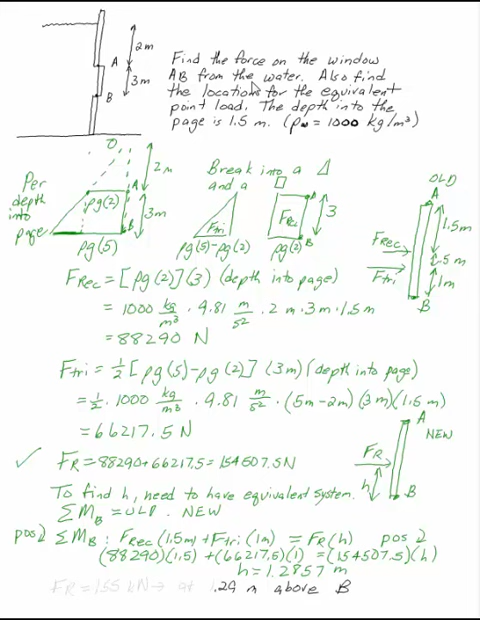 2m
A
3m
B
Find the force on the window
AB from the water. Also find
the locations for the equivalent
point load. The depth into the
page is 1.5 m. (ρw = 1000 kg/m³)
O
2m
A
3m
B
Per
depth
into
page
ρg(2)
ρg(5)
Break into a △
and a □
Ftri
ρg(5)-ρg(2)
FRec
A
B
3
ρg(2)
OLD
A
1.5m
.5m
1m
FRec
Ftri
B
FRec = [ρg(2)](3) (depth into page)
= 1000 kg/m³ · 9.81 m/s² · 2 m · 3m · 1.5m
= 88290 N
Ftri = 1/2 [ρg(5)-ρg(2)] (3m) (depth into page)
= 1/2 · 1000 kg/m³ · 9.81 m/s² · (5m-2m) (3m)(1.5m)
= 66217.5 N
✓ FR = 88290+66217.5 = 154507.5N
A
NEW
FR
h
B
To find h, need to have equivalent system.
ΣMB = OLD. NEW
pos ΣMB: FRec(1.5m)+Ftri(1m) = FR(h) pos
(88290)(1.5) + (66217.5)(1) = (154507.5)(h)
h = 1.2857 m
FR = 155 kN → at 1.29 m above B